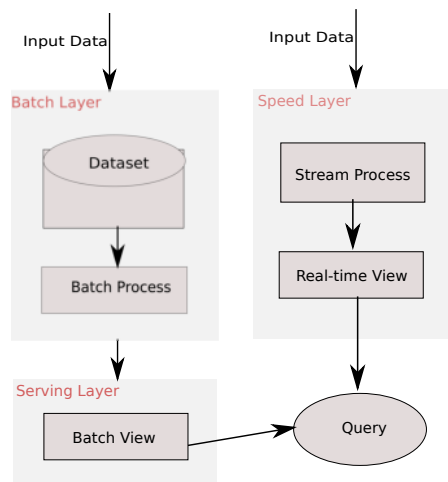 Input Data
Input Data
Batch Layer
Dataset
Batch Process
Speed Layer
Stream Process
Real-time View
Serving Layer
Batch View
Query